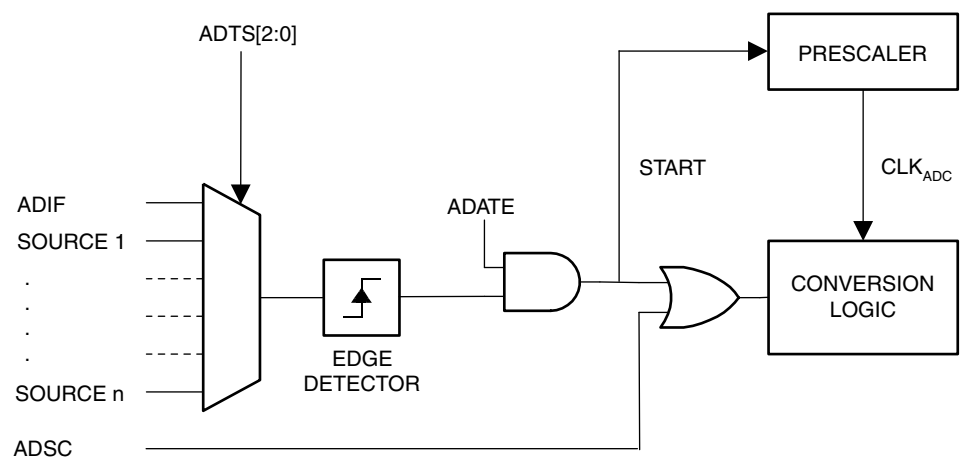 ADTS[2:0]
PRESCALER
START
CLKADC
ADIF
ADATE
SOURCE 1
.
.
.
.
CONVERSION
LOGIC
EDGE
DETECTOR
SOURCE n
ADSC